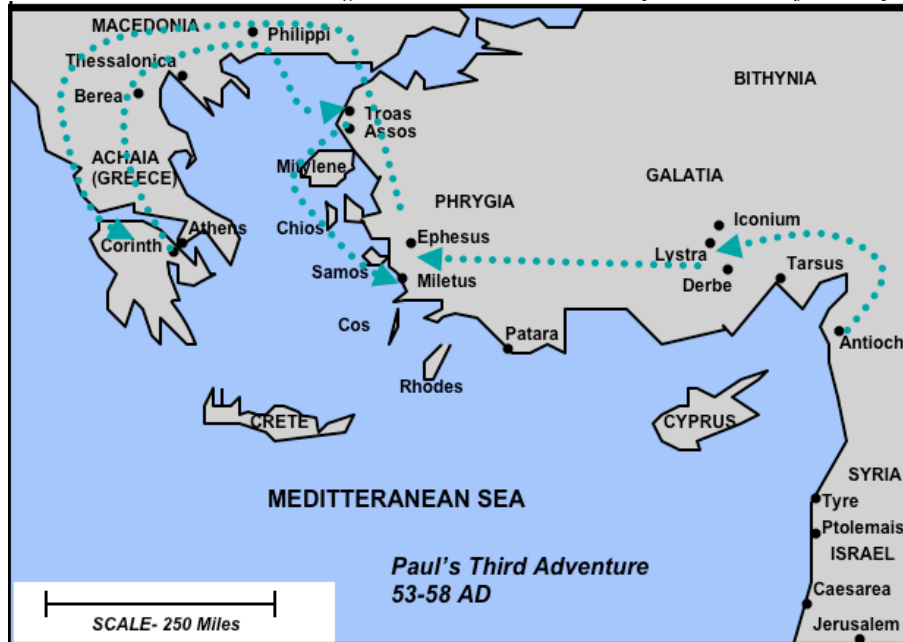 MACEDONIA
Philippi
Thessalonica
BITHYNIA
Berea
Troas
Assos
ACHAIA
(GREECE)
Mitylene
GALATIA
PHRYGIA
Iconium
Chios
Athens
Ephesus
Corinth
Lystra
Tarsus
Samos
Miletus
Derbe
Cos
Patara
Antioch
Rhodes
CRETE
CYPRUS
SYRIA
MEDITTERANEAN SEA
Tyre
Ptolemais
ISRAEL
Paul's Third Adventure
53-58 AD
Caesarea
SCALE- 250 Miles
Jerusalem